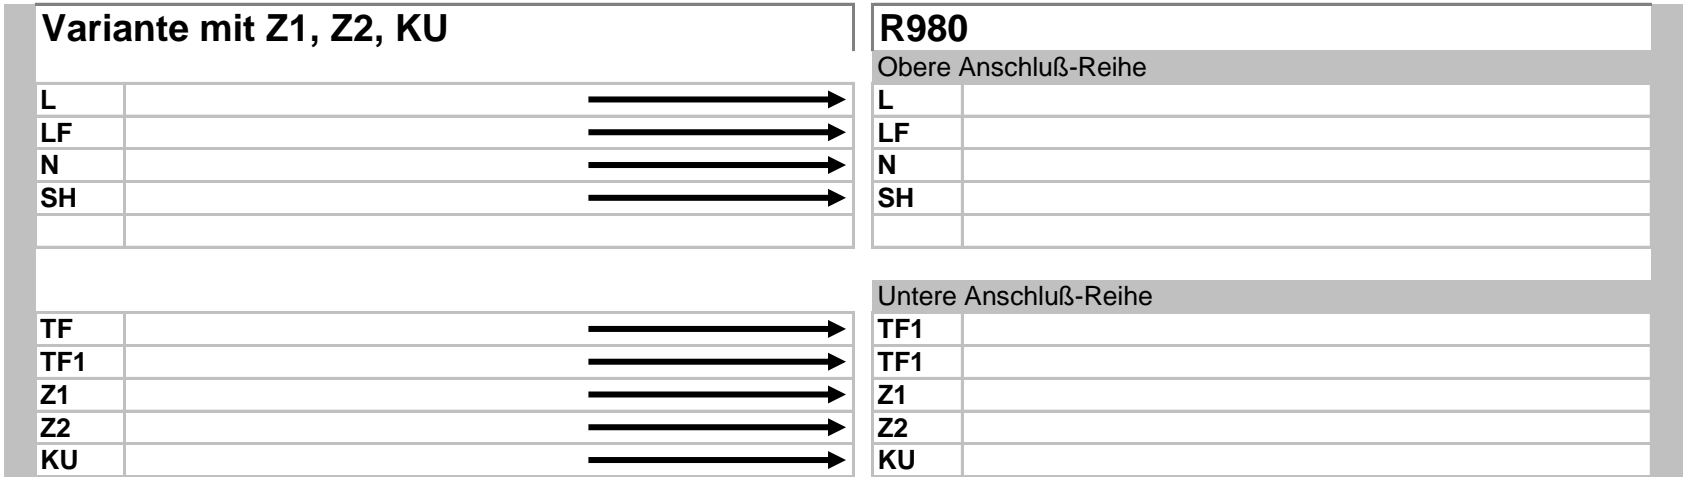 Variante mit Z1, Z2, KU R980
Obere Anschluß-Reihe
L L
LF LF
N N
SH SH
Untere Anschluß-Reihe
TF TF1
TF1 TF1
Z1 Z1
Z2 Z2
KU KU